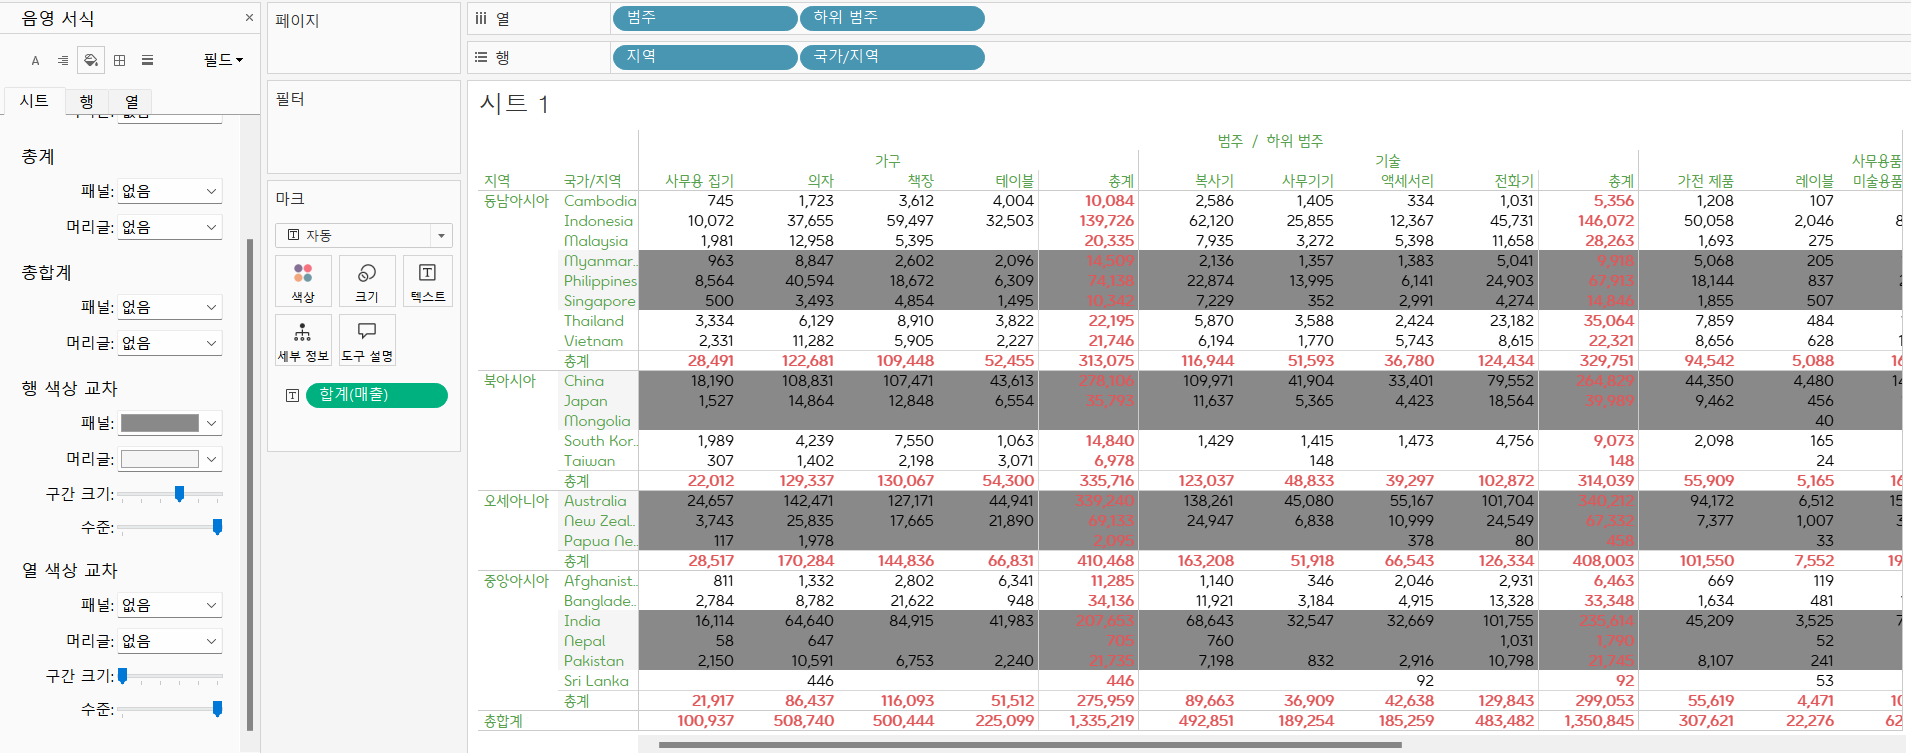 음영 서식 ×
A 필드
시트 행 열
없음
총계
패널: 없음
머리글: 없음
총합계
패널: 없음
머리글: 없음
행 색상 교차
패널:
머리글:
구간 크기:
수준:
열 색상 교차
패널: 없음
머리글: 없음
구간 크기:
수준:
페이지
필터
마크
자동
색상 크기 텍스트
세부 정보 도구 설명
합계(매출)
열 범주 하위 범주
행 지역 국가/지역
시트 1
범주 / 하위 범주
가구 기술 사무용품
지역 국가/지역 사무용 집기 의자 책장 테이블 총계 복사기 사무기기 액세서리 전화기 총계 가전 제품 레이블 미술용품
동남아시아 Cambodia 745 1,723 3,612 4,004 10,084 2,586 1,405 334 1,031 5,356 1,208 107
Indonesia 10,072 37,655 59,497 32,503 139,726 62,120 25,855 12,367 45,731 146,072 50,058 2,046 8
Malaysia 1,981 12,958 5,395 20,335 7,935 3,272 5,398 11,658 28,263 1,693 275
Myanmar.. 963 8,847 2,602 2,096 14,509 2,136 1,357 1,383 5,041 9,918 5,068 205
Philippines 8,564 40,594 18,672 6,309 74,138 22,874 13,995 6,141 24,903 67,913 18,144 837 2
Singapore 500 3,493 4,854 1,495 10,342 7,229 352 2,991 4,274 14,846 1,855 507
Thailand 3,334 6,129 8,910 3,822 22,195 5,870 3,588 2,424 23,182 35,064 7,859 484
Vietnam 2,331 11,282 5,905 2,227 21,746 6,194 1,770 5,743 8,615 22,321 8,656 628 1
총계 28,491 122,681 109,448 52,455 313,075 116,944 51,593 36,780 124,434 329,751 94,542 5,088 16
북아시아 China 18,190 108,831 107,471 43,613 278,106 109,971 41,904 33,401 79,552 264,829 44,350 4,480 14
Japan 1,527 14,864 12,848 6,554 35,793 11,637 5,365 4,423 18,564 39,989 9,462 456
Mongolia 40
South Kor.. 1,989 4,239 7,550 1,063 14,840 1,429 1,415 1,473 4,756 9,073 2,098 165
Taiwan 307 1,402 2,198 3,071 6,978 148 148 24
총계 22,012 129,337 130,067 54,300 335,716 123,037 48,833 39,297 102,872 314,039 55,909 5,165 16
오세아니아 Australia 24,657 142,471 127,171 44,941 339,240 138,261 45,080 55,167 101,704 340,212 94,172 6,512 15
New Zeal.. 3,743 25,835 17,665 21,890 69,133 24,947 6,838 10,999 24,549 67,332 7,377 1,007 3
Papua Ne.. 117 1,978 2,095 378 80 458 33
총계 28,517 170,284 144,836 66,831 410,468 163,208 51,918 66,543 126,334 408,003 101,550 7,552 19
중앙아시아 Afghanist.. 811 1,332 2,802 6,341 11,285 1,140 346 2,046 2,931 6,463 669 119
Banglade.. 2,784 8,782 21,622 948 34,136 11,921 3,184 4,915 13,328 33,348 1,634 481
India 16,114 64,640 84,915 41,983 207,653 68,643 32,547 32,669 101,755 235,614 45,209 3,525 7
Nepal 58 647 705 760 1,031 1,790 52
Pakistan 2,150 10,591 6,753 2,240 21,735 7,198 832 2,916 10,798 21,745 8,107 241
Sri Lanka 446 446 92 92 53
총계 21,917 86,437 116,093 51,512 275,959 89,663 36,909 42,638 129,843 299,053 55,619 4,471 10
총합계 100,937 508,740 500,444 225,099 1,335,219 492,851 189,254 185,259 483,482 1,350,845 307,621 22,276 62